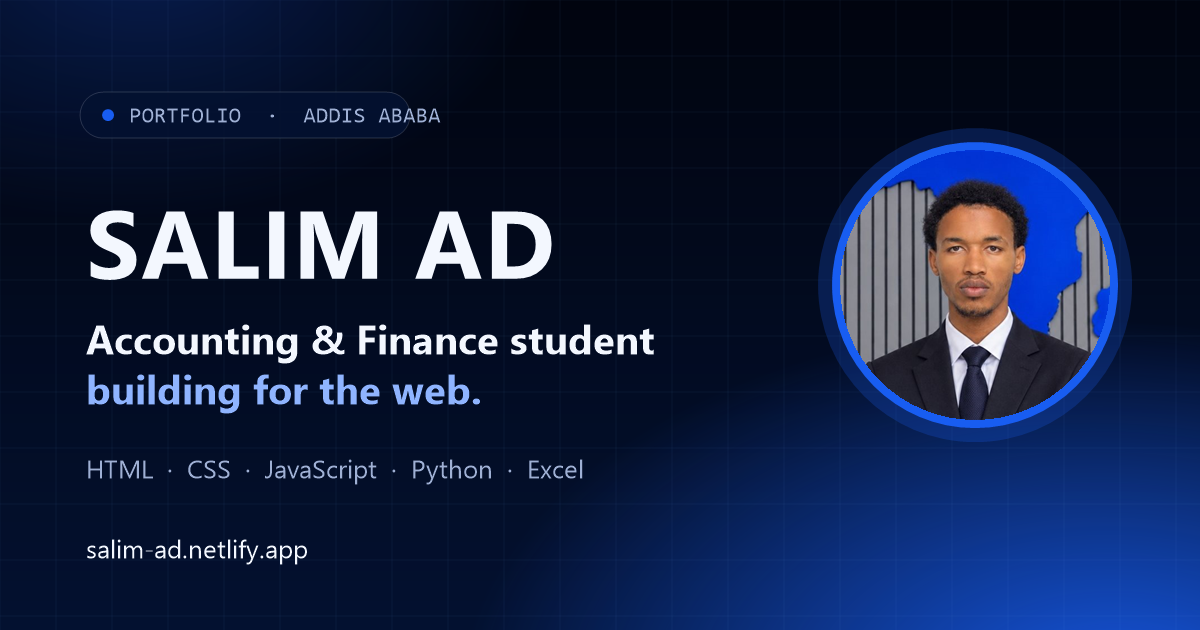 PORTFOLIO · ADDIS ABABA
SALIM AD
Accounting & Finance student
building for the web.
HTML · CSS · JavaScript · Python · Excel
salim-ad.netlify.app